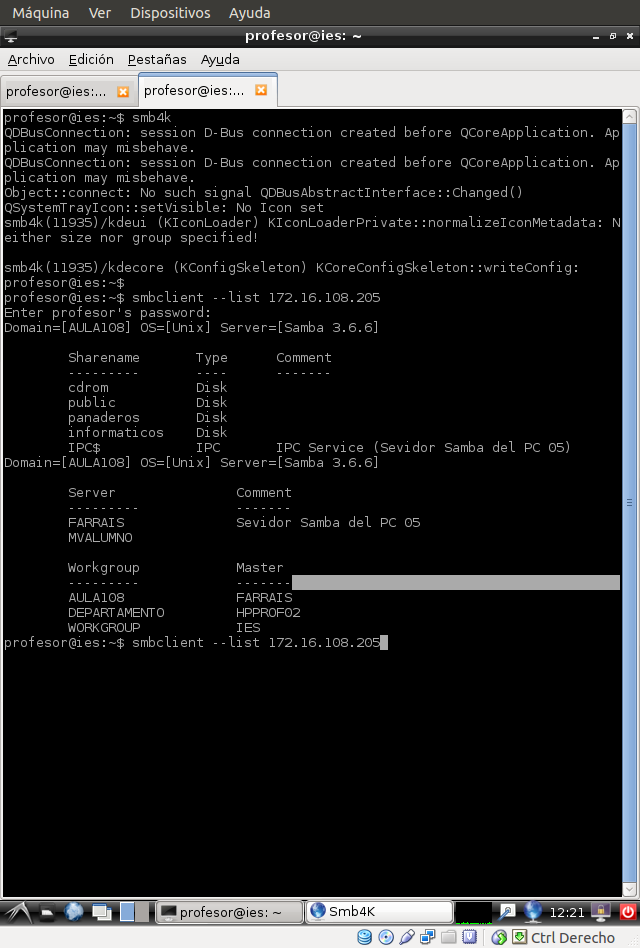 Máquina Ver Dispositivos Ayuda
profesor@ies: ~
Archivo Edición Pestañas Ayuda
profesor@ies:... profesor@ies:...
profesor@ies:~$ smb4k
QDBusConnection: session D-Bus connection created before QCoreApplication. Ap
plication may misbehave.
QDBusConnection: session D-Bus connection created before QCoreApplication. Ap
plication may misbehave.
Object::connect: No such signal QDBusAbstractInterface::Changed()
QSystemTrayIcon::setVisible: No Icon set
smb4k(11935)/kdeui (KIconLoader) KIconLoaderPrivate::normalizeIconMetadata: N
either size nor group specified!
smb4k(11935)/kdecore (KConfigSkeleton) KCoreConfigSkeleton::writeConfig:
profesor@ies:~$
profesor@ies:~$ smbclient --list 172.16.108.205
Enter profesor's password:
Domain=[AULA108] OS=[Unix] Server=[Samba 3.6.6]
Sharename Type Comment
--------- ---- -------
cdrom Disk
public Disk
panaderos Disk
informaticos Disk
IPC$ IPC IPC Service (Sevidor Samba del PC 05)
Domain=[AULA108] OS=[Unix] Server=[Samba 3.6.6]
Server Comment
--------- -------
FARRAIS Sevidor Samba del PC 05
MVALUMNO
Workgroup Master
--------- -------
AULA108 FARRAIS
DEPARTAMENTO HPPROF02
WORKGROUP IES
profesor@ies:~$ smbclient --list 172.16.108.205
profesor@ies: ~ Smb4K 12:21
Ctrl Derecho